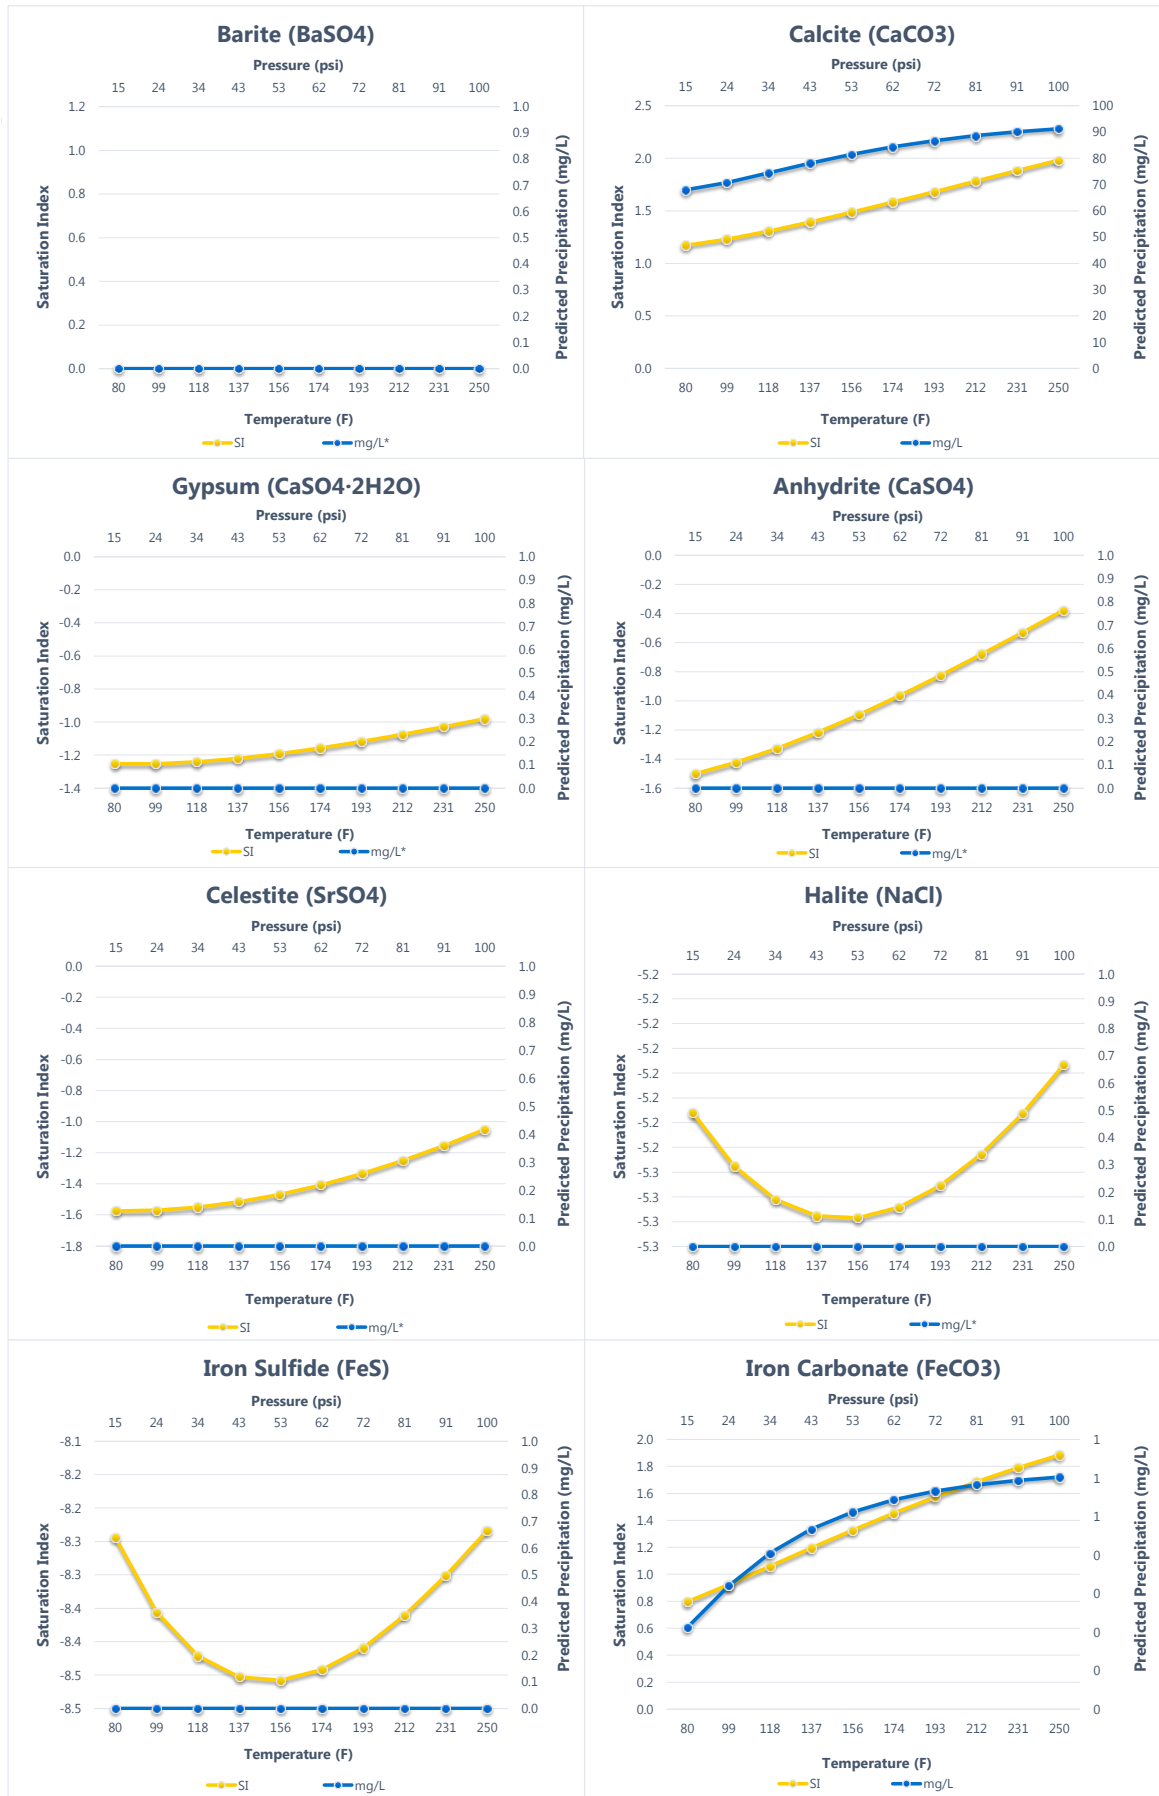 Barite (BaSO4)
Pressure (psi)
15 24 34 43 53 62 72 81 91 100
1.2
1.0
0.8
0.6
0.4
0.2
0.0
Saturation Index
1.0
0.9
0.8
0.7
0.6
0.5
0.4
0.3
0.2
0.1
0.0
Predicted Precipitation (mg/L)
80 99 118 137 156 174 193 212 231 250
Temperature (F)
SI mg/L*
Calcite (CaCO3)
Pressure (psi)
15 24 34 43 53 62 72 81 91 100
2.5
2.0
1.5
1.0
0.5
0.0
Saturation Index
100
90
80
70
60
50
40
30
20
10
0
Predicted Precipitation (mg/L)
80 99 118 137 156 174 193 212 231 250
Temperature (F)
SI mg/L
Gypsum (CaSO4·2H2O)
Pressure (psi)
15 24 34 43 53 62 72 81 91 100
0.0
-0.2
-0.4
-0.6
-0.8
-1.0
-1.2
-1.4
Saturation Index
1.0
0.9
0.8
0.7
0.6
0.5
0.4
0.3
0.2
0.1
0.0
Predicted Precipitation (mg/L)
80 99 118 137 156 174 193 212 231 250
Temperature (F)
SI mg/L*
Anhydrite (CaSO4)
Pressure (psi)
15 24 34 43 53 62 72 81 91 100
0.0
-0.2
-0.4
-0.6
-0.8
-1.0
-1.2
-1.4
-1.6
Saturation Index
1.0
0.9
0.8
0.7
0.6
0.5
0.4
0.3
0.2
0.1
0.0
Predicted Precipitation (mg/L)
80 99 118 137 156 174 193 212 231 250
Temperature (F)
SI mg/L*
Celestite (SrSO4)
Pressure (psi)
15 24 34 43 53 62 72 81 91 100
0.0
-0.2
-0.4
-0.6
-0.8
-1.0
-1.2
-1.4
-1.6
-1.8
Saturation Index
1.0
0.9
0.8
0.7
0.6
0.5
0.4
0.3
0.2
0.1
0.0
Predicted Precipitation (mg/L)
80 99 118 137 156 174 193 212 231 250
Temperature (F)
SI mg/L*
Halite (NaCl)
Pressure (psi)
15 24 34 43 53 62 72 81 91 100
-5.2
-5.2
-5.2
-5.2
-5.2
-5.2
-5.2
-5.2
-5.3
-5.3
-5.3
-5.3
Saturation Index
1.0
0.9
0.8
0.7
0.6
0.5
0.4
0.3
0.2
0.1
0.0
Predicted Precipitation (mg/L)
80 99 118 137 156 174 193 212 231 250
Temperature (F)
SI mg/L*
Iron Sulfide (FeS)
Pressure (psi)
15 24 34 43 53 62 72 81 91 100
-8.1
-8.2
-8.2
-8.3
-8.3
-8.4
-8.4
-8.5
-8.5
Saturation Index
1.0
0.9
0.8
0.7
0.6
0.5
0.4
0.3
0.2
0.1
0.0
Predicted Precipitation (mg/L)
80 99 118 137 156 174 193 212 231 250
Temperature (F)
SI mg/L
Iron Carbonate (FeCO3)
Pressure (psi)
15 24 34 43 53 62 72 81 91 100
2.0
1.8
1.6
1.4
1.2
1.0
0.8
0.6
0.4
0.2
0.0
Saturation Index
1
1
1
0
0
0
0
0
Predicted Precipitation (mg/L)
80 99 118 137 156 174 193 212 231 250
Temperature (F)
SI mg/L